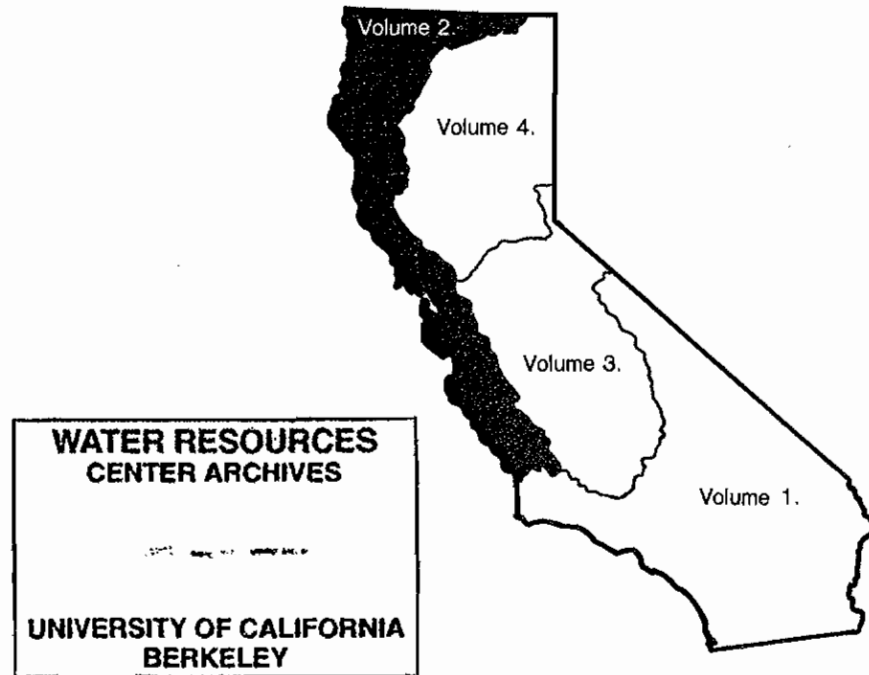 Volume 2.
Volume 4.
Volume 3.
Volume 1.
WATER RESOURCES
CENTER ARCHIVES
UNIVERSITY OF CALIFORNIA
BERKELEY